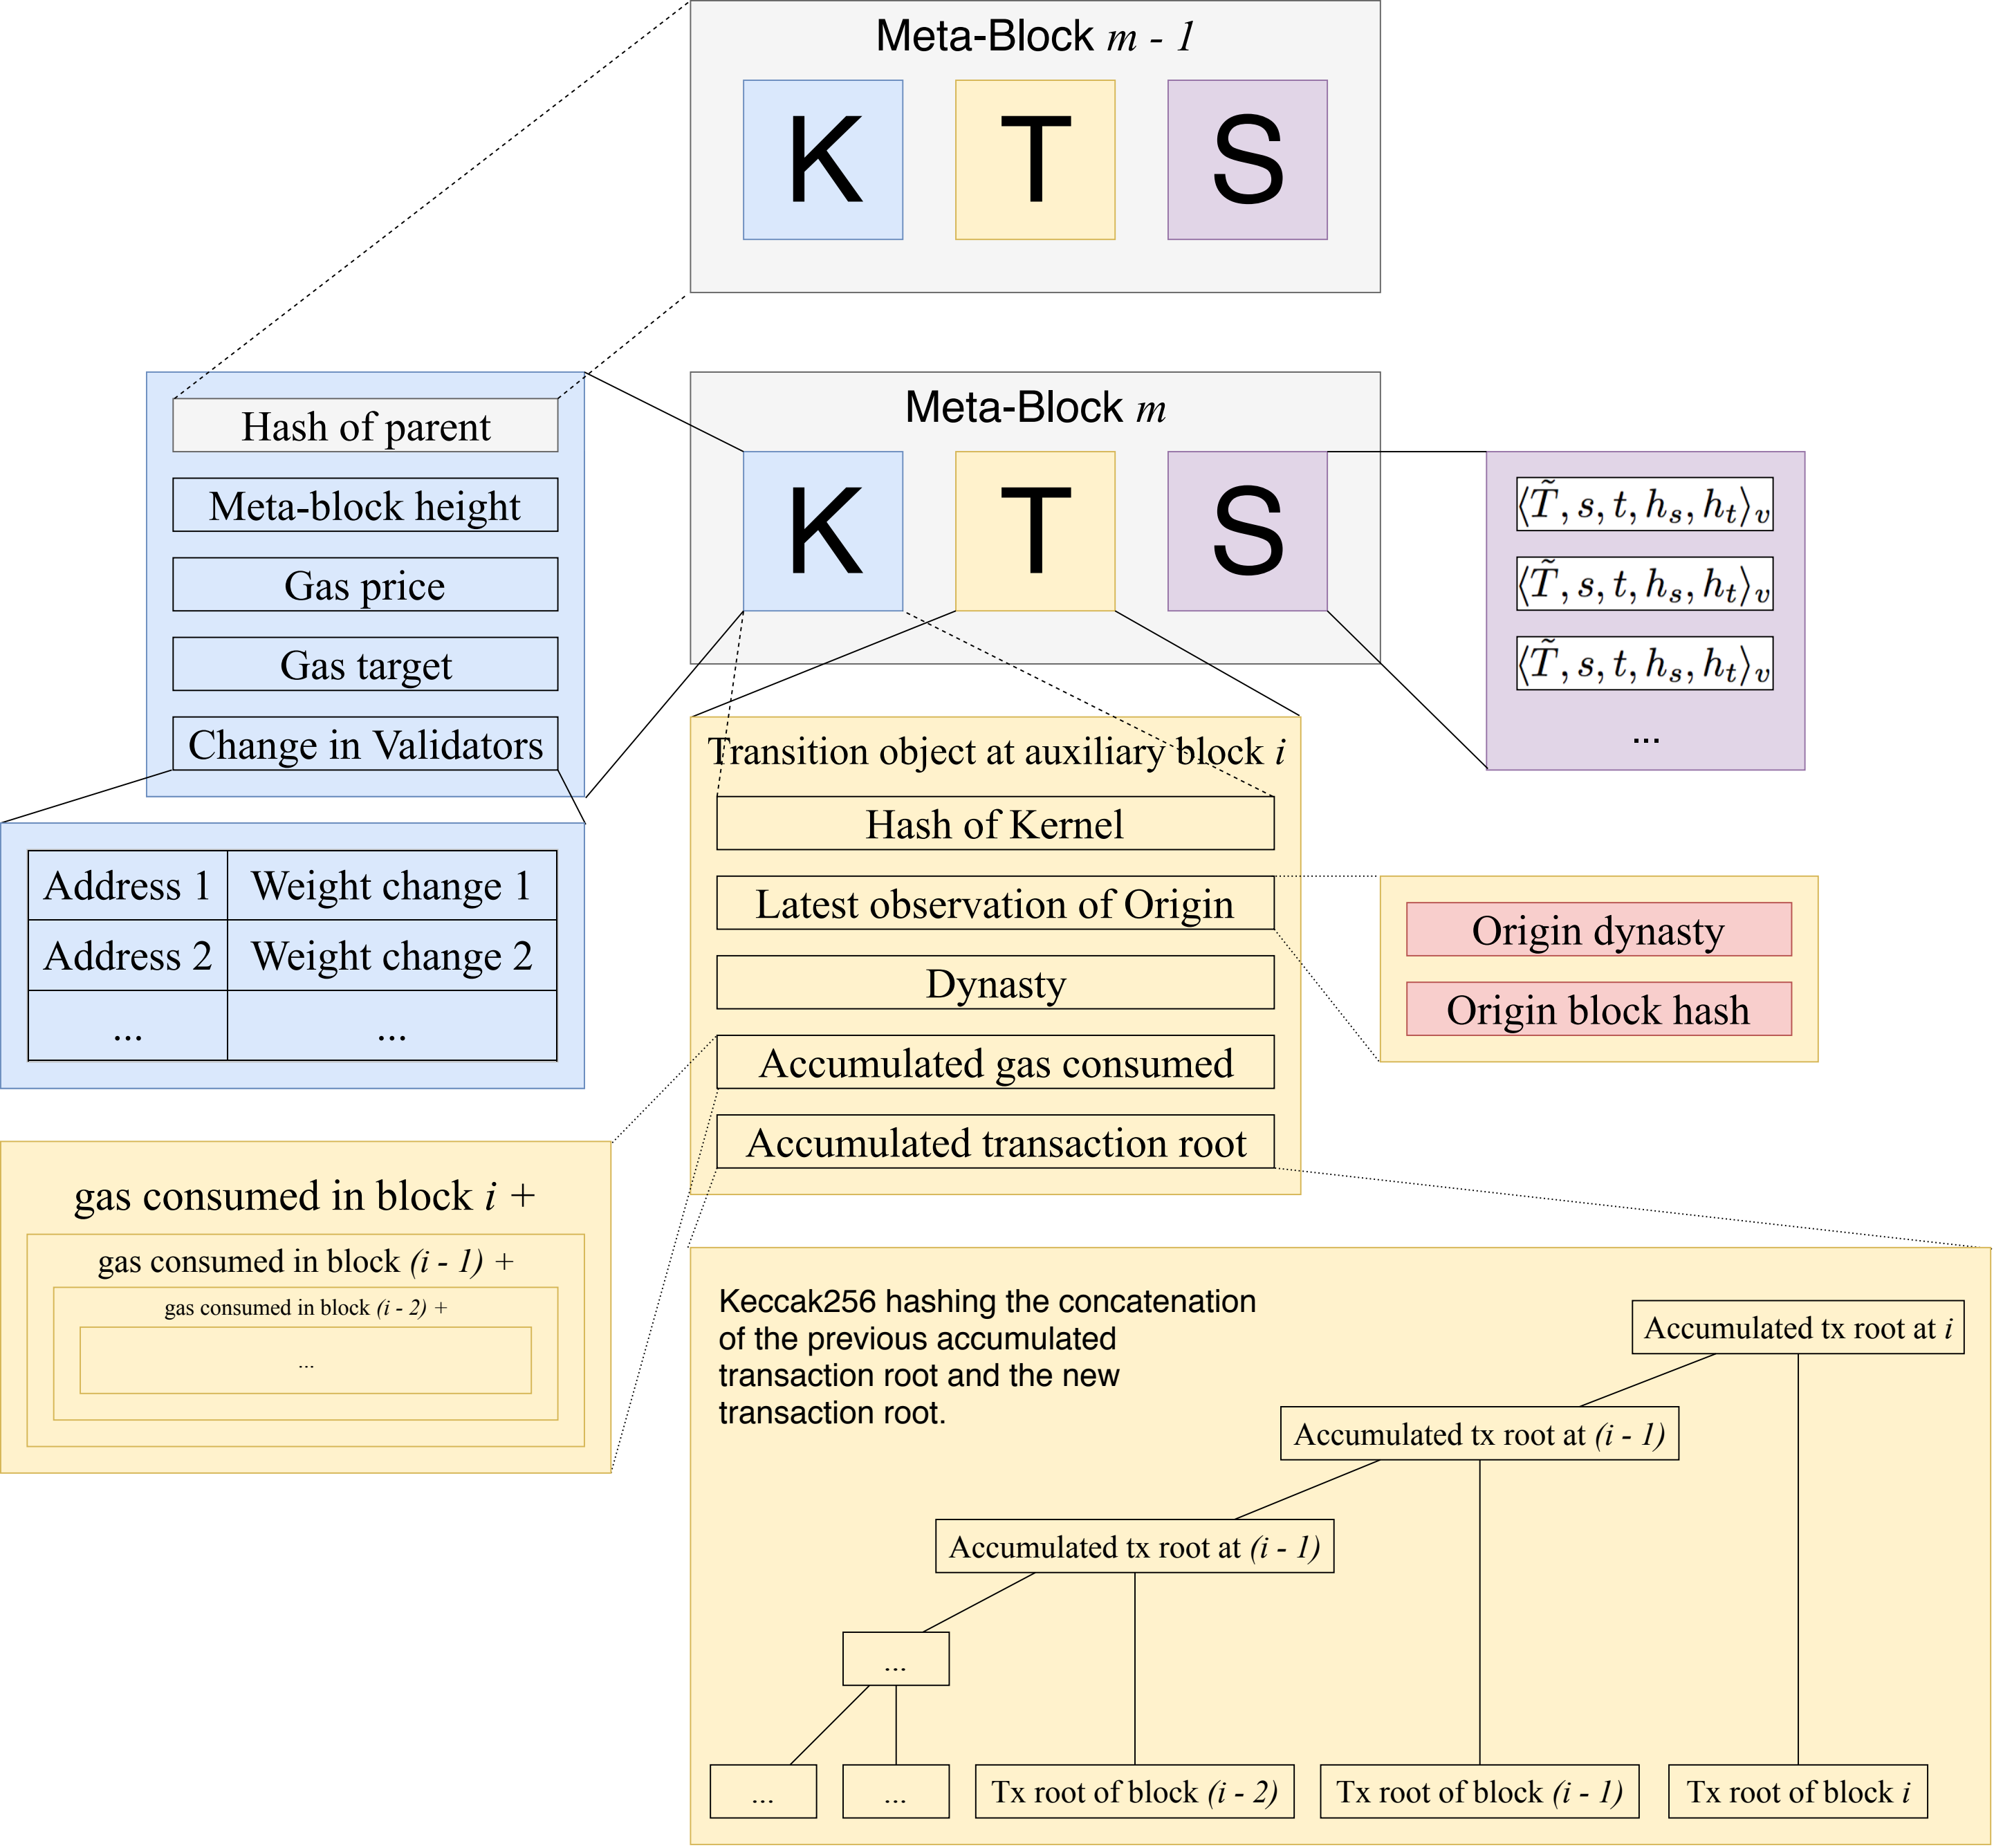 Meta-Block m - 1
K T S
Hash of parent
Meta-block height
Gas price
Gas target
Change in Validators
Meta-Block m
K T S
⟨T̃, s, t, hₛ, hₜ⟩ᵥ
⟨T̃, s, t, hₛ, hₜ⟩ᵥ
⟨T̃, s, t, hₛ, hₜ⟩ᵥ
...
Address 1 Weight change 1
Address 2 Weight change 2
... ...
Transition object at auxiliary block i
Hash of Kernel
Latest observation of Origin
Dynasty
Accumulated gas consumed
Accumulated transaction root
Origin dynasty
Origin block hash
gas consumed in block i +
gas consumed in block (i - 1) +
gas consumed in block (i - 2) +
...
Keccak256 hashing the concatenation
of the previous accumulated
transaction root and the new
transaction root.
Accumulated tx root at i
Accumulated tx root at (i - 1)
Accumulated tx root at (i - 1)
...
... ... Tx root of block (i - 2) Tx root of block (i - 1) Tx root of block i